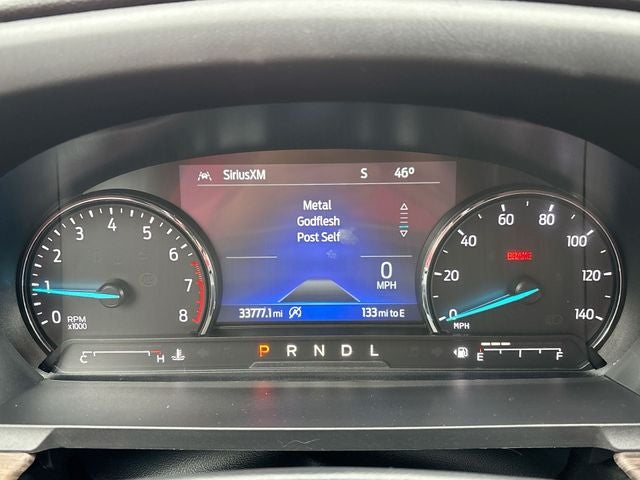 SiriusXM S 46°
Metal
Godflesh
Post Self
0
MPH
33777.1 mi 133 mi to E
0 1 2 3 4 5 6 7 8
RPM
x1000
0 20 40 60 80 100 120 140
BRAKE
MPH
C H P R N D L E F